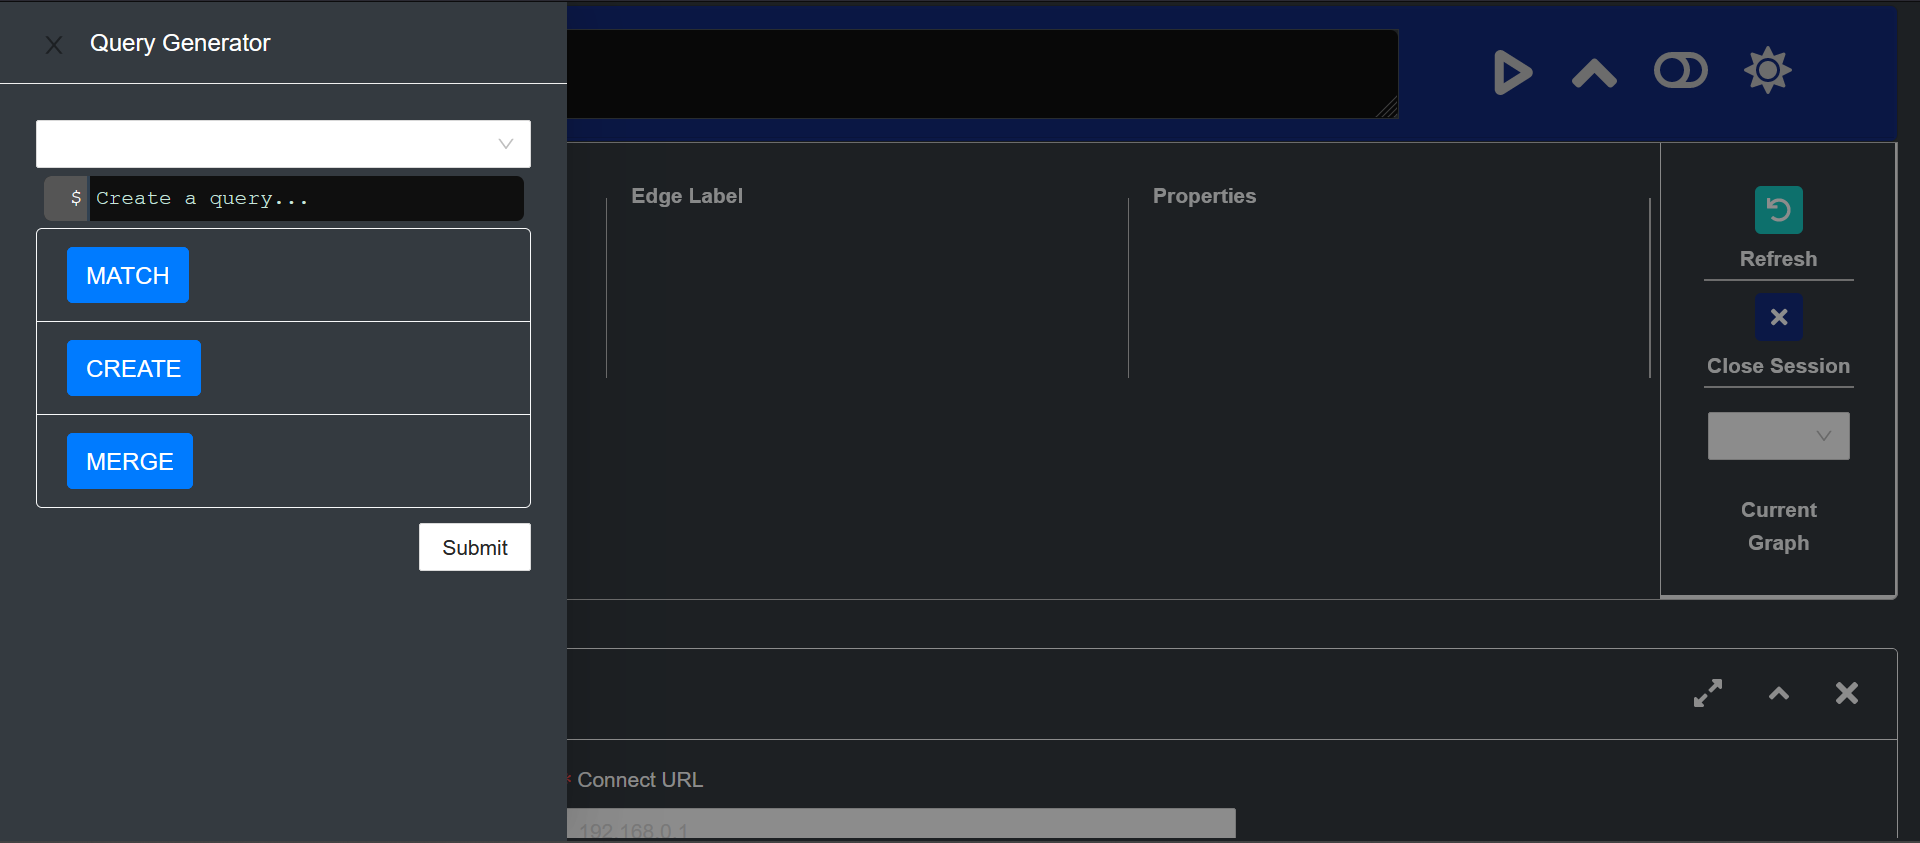 Query Generator
$ Create a query...
MATCH
CREATE
MERGE
Submit
Edge Label
Properties
Refresh
Close Session
Current
Graph
* Connect URL
192.168.0.1